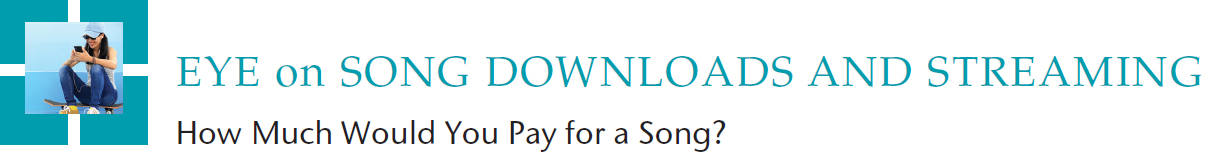 EYE on SONG DOWNLOADS AND STREAMING
How Much Would You Pay for a Song?